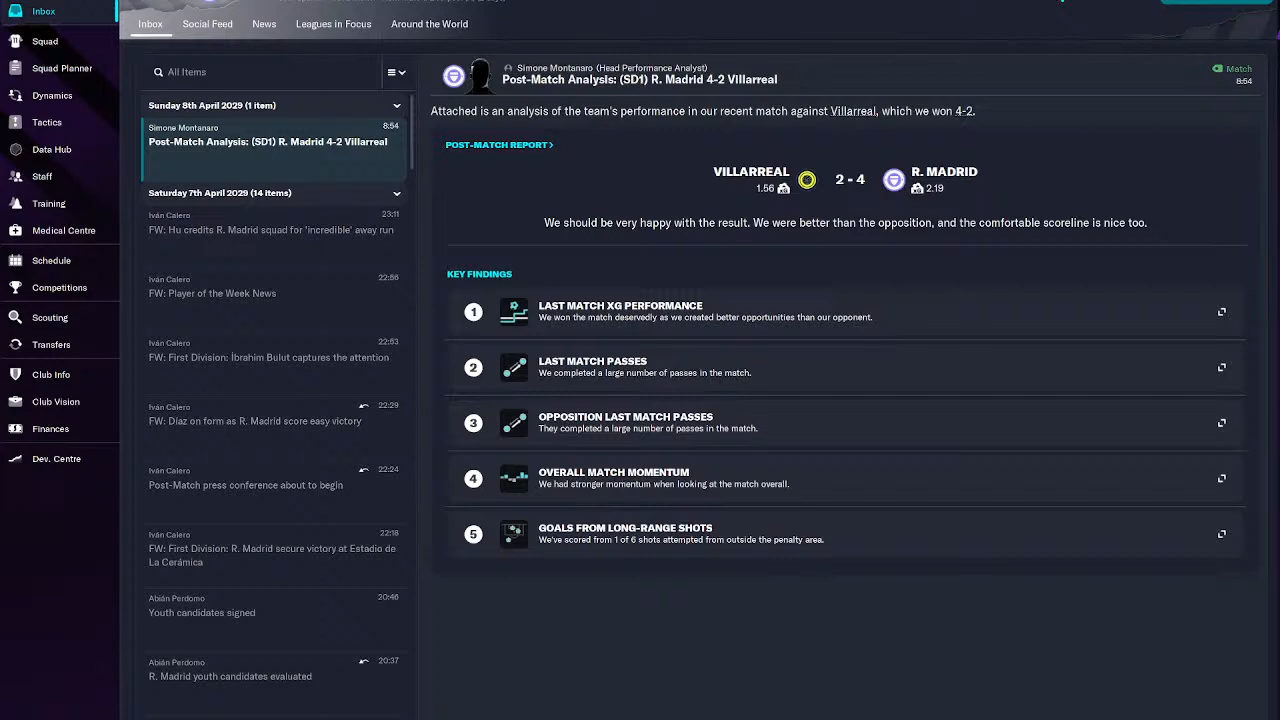 Inbox
Squad
Squad Planner
Dynamics
Tactics
Data Hub
Staff
Training
Medical Centre
Schedule
Competitions
Scouting
Transfers
Club Info
Club Vision
Finances
Dev. Centre
Inbox
Social Feed
News
Leagues in Focus
Around the World
All Items
Sunday 8th April 2029 (1 item)
Simone Montanaro
8:54
Post-Match Analysis: (SD1) R. Madrid 4-2 Villarreal
Saturday 7th April 2029 (14 items)
Iván Calero
23:11
FW: Hu credits R. Madrid squad for 'incredible' away run
Iván Calero
22:56
FW: Player of the Week News
Iván Calero
22:53
FW: First Division: İbrahim Bulut captures the attention
Iván Calero
22:29
FW: Díaz on form as R. Madrid score easy victory
Iván Calero
22:24
Post-Match press conference about to begin
Iván Calero
22:18
FW: First Division: R. Madrid secure victory at Estadio de
La Cerámica
Abián Perdomo
20:46
Youth candidates signed
Abián Perdomo
20:37
R. Madrid youth candidates evaluated
Simone Montanaro (Head Performance Analyst)
Post-Match Analysis: (SD1) R. Madrid 4-2 Villarreal
Match
8:54
Attached is an analysis of the team's performance in our recent match against Villarreal, which we won 4-2.
POST-MATCH REPORT >
VILLARREAL
1.56
2 - 4
R. MADRID
2.19
We should be very happy with the result. We were better than the opposition, and the comfortable scoreline is nice too.
KEY FINDINGS
1
LAST MATCH XG PERFORMANCE
We won the match deservedly as we created better opportunities than our opponent.
2
LAST MATCH PASSES
We completed a large number of passes in the match.
3
OPPOSITION LAST MATCH PASSES
They completed a large number of passes in the match.
4
OVERALL MATCH MOMENTUM
We had stronger momentum when looking at the match overall.
5
GOALS FROM LONG-RANGE SHOTS
We've scored from 1 of 6 shots attempted from outside the penalty area.